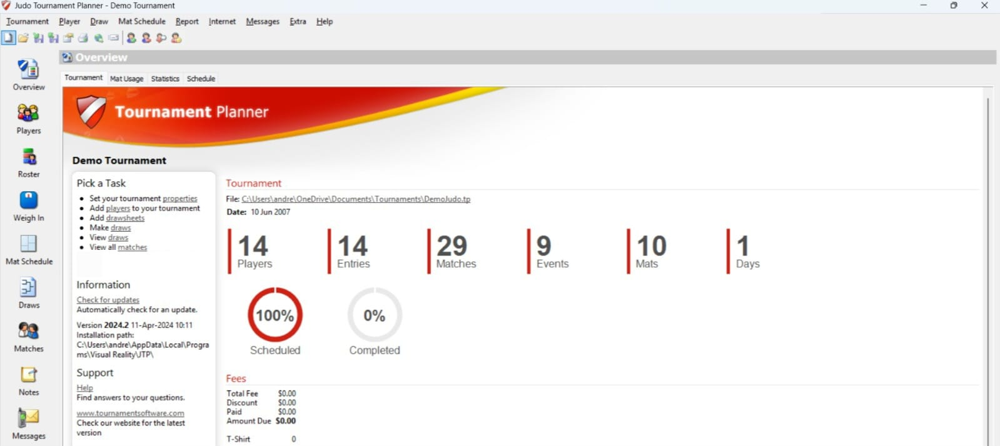 Judo Tournament Planner - Demo Tournament
Tournament Player Draw Mat Schedule Report Internet Messages Extra Help
Overview
Overview
Players
Roster
Weigh In
Mat Schedule
Draws
Matches
Notes
Messages
Tournament Mat Usage Statistics Schedule
Tournament Planner
Demo Tournament
Pick a Task
Set your tournament properties
Add players to your tournament
Add drawsheets
Make draws
View draws
View all matches
Information
Check for updates
Automatically check for an update.
Version 2024.2 11-Apr-2024 10:11
Installation path:
C:\Users\andre\AppData\Local\Progra
ms\Visual Reality\JTP\
Support
Help
Find answers to your questions.
www.tournamentsoftware.com
Check our website for the latest
version
Tournament
File: C:\Users\andre\OneDrive\Documents\Tournaments\DemoJudo.tp
Date: 10 Jun 2007
14 14 29 9 10 1
Players Entries Matches Events Mats Days
100% 0%
Scheduled Completed
Fees
Total Fee $0.00
Discount $0.00
Paid $0.00
Amount Due $0.00
T-Shirt 0